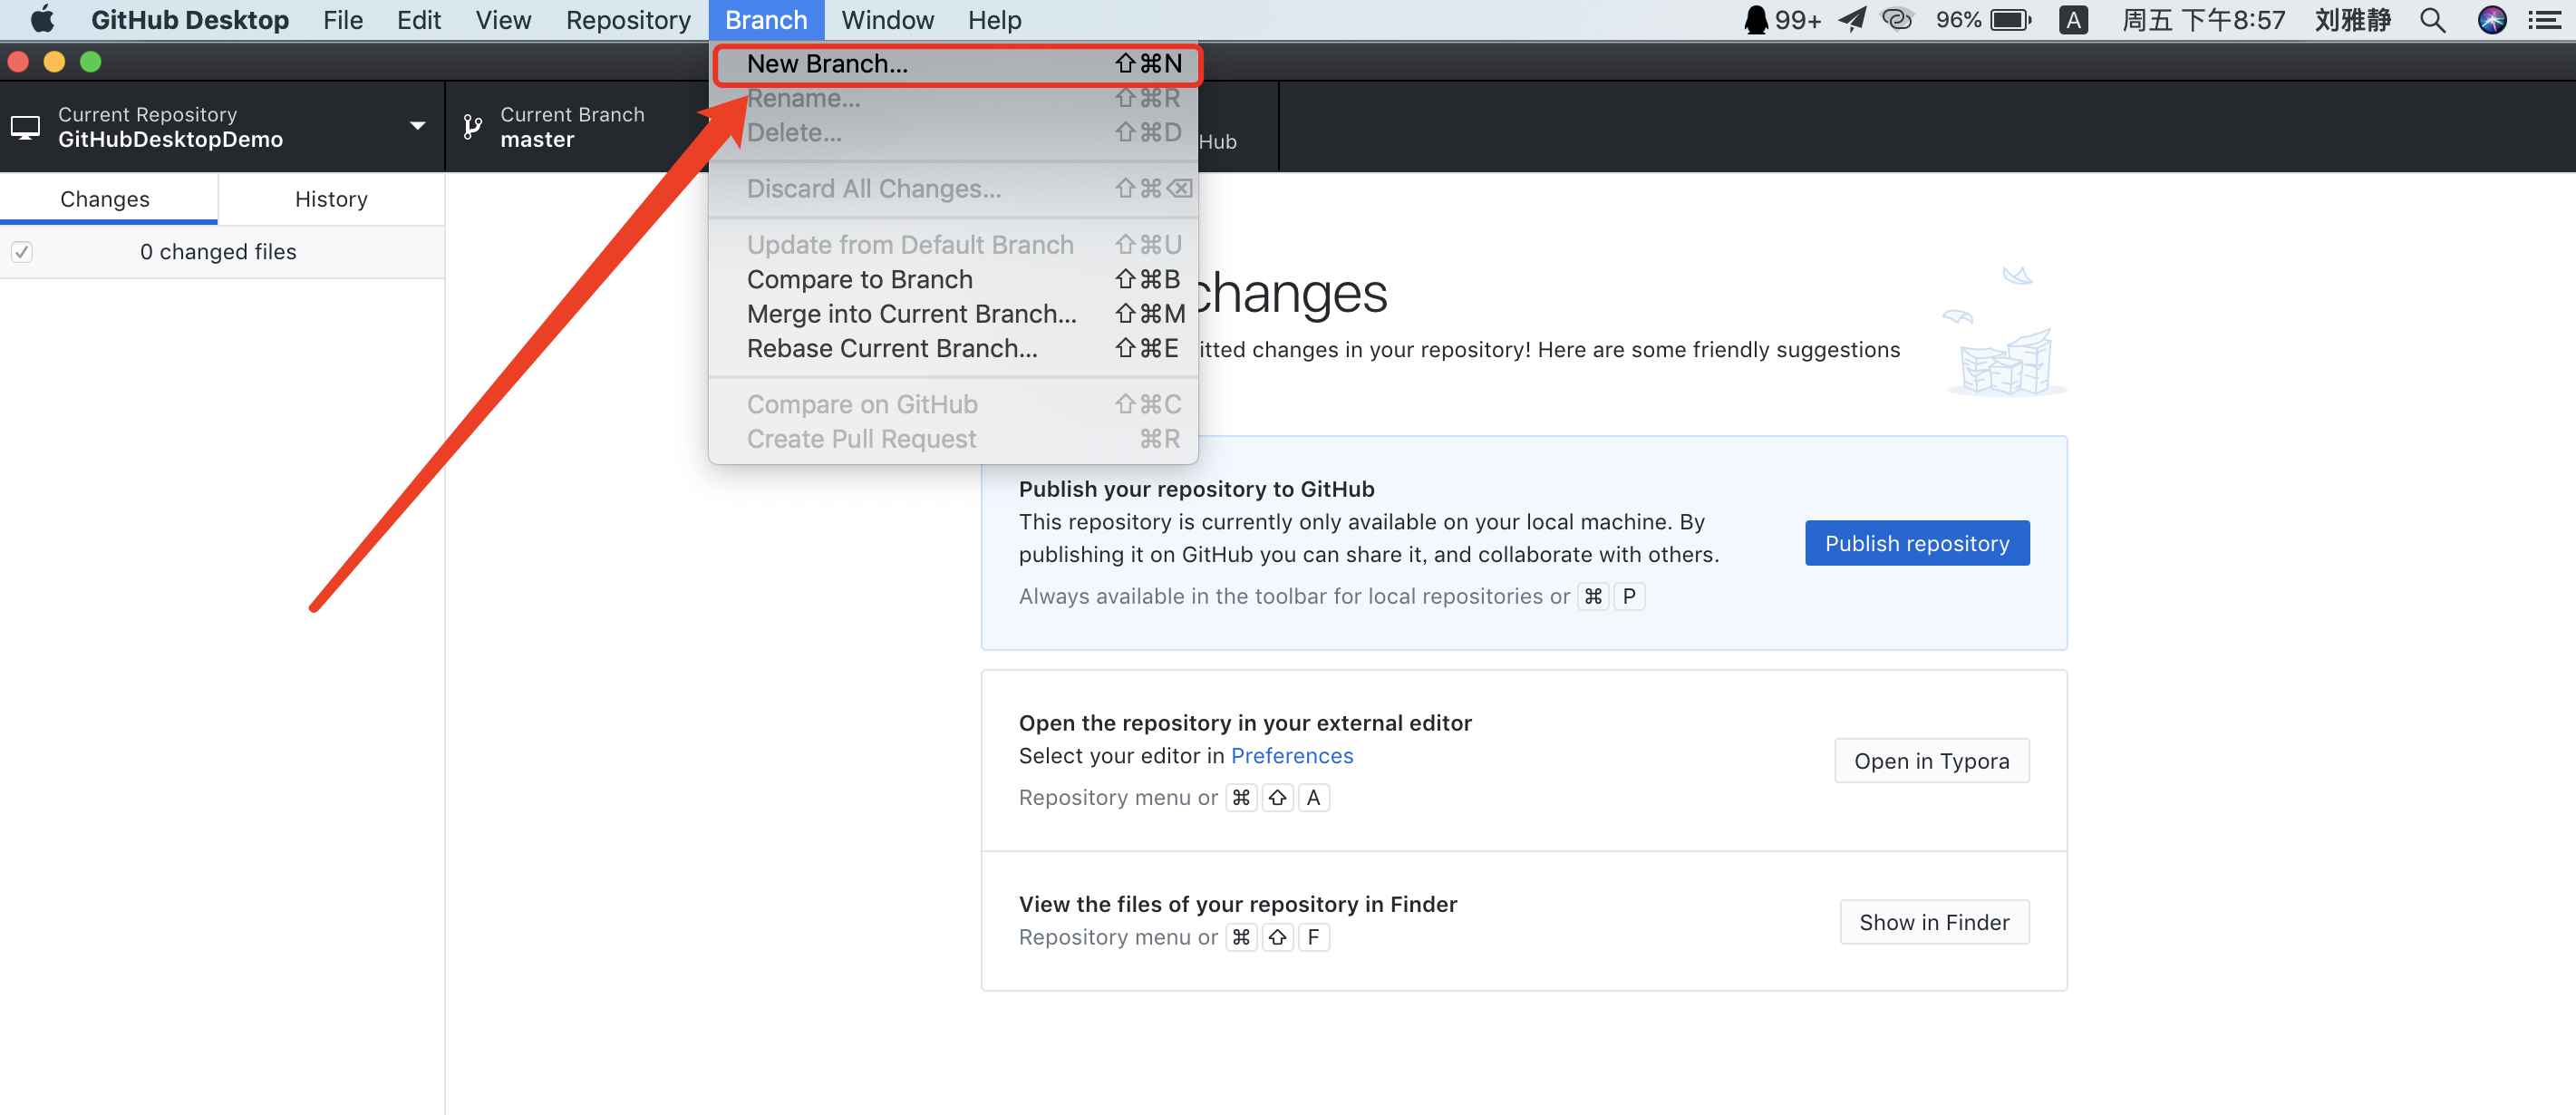 GitHub Desktop File Edit View Repository Branch Window Help 99+ 96% A 周五 下午8:57 刘雅静
New Branch... ⇧⌘N
Rename... ⇧⌘R
Delete... ⇧⌘D
Discard All Changes... ⇧⌘⌫
Update from Default Branch ⇧⌘U
Compare to Branch ⇧⌘B
Merge into Current Branch... ⇧⌘M
Rebase Current Branch... ⇧⌘E
Compare on GitHub ⇧⌘C
Create Pull Request ⌘R
Current Repository
GitHubDesktopDemo
Current Branch
master
Hub
Changes History
0 changed files
changes
itted changes in your repository! Here are some friendly suggestions
Publish your repository to GitHub
This repository is currently only available on your local machine. By
publishing it on GitHub you can share it, and collaborate with others.
Always available in the toolbar for local repositories or ⌘ P
Publish repository
Open the repository in your external editor
Select your editor in Preferences
Repository menu or ⌘ ⇧ A
Open in Typora
View the files of your repository in Finder
Repository menu or ⌘ ⇧ F
Show in Finder